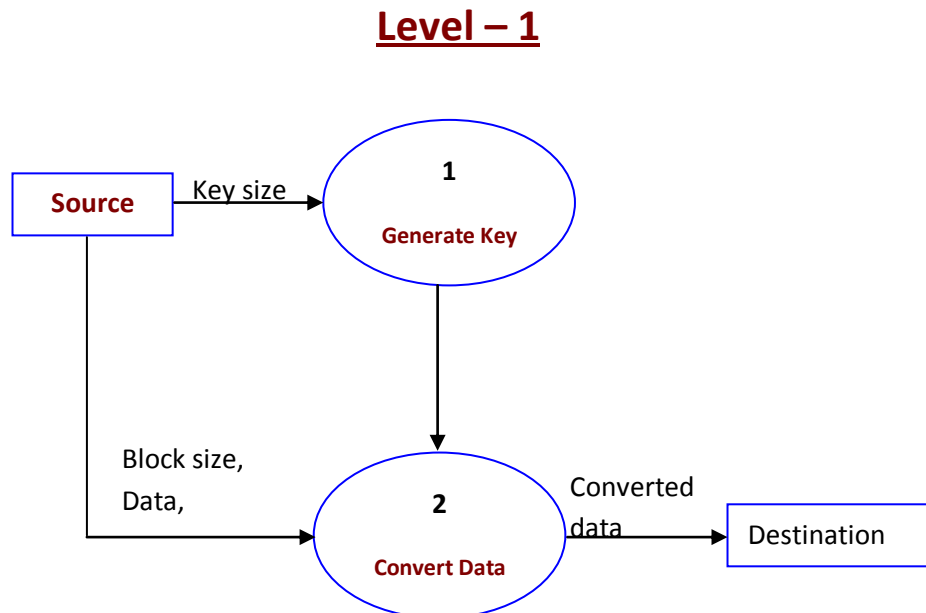 Level – 1
1
Source
Key size
Generate Key
Block size,
Data,
2
Converted
data
Destination
Convert Data